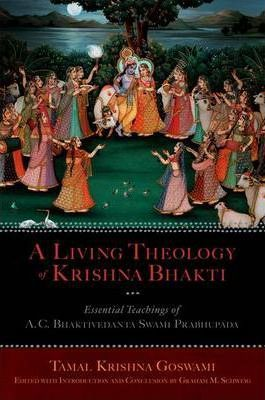 A LIVING THEOLOGY
of KRISHNA BHAKTI
Essential Teachings of
A. C. BHAKTIVEDANTA SWAMI PRABHUPADA
TAMAL KRISHNA GOSWAMI
EDITED WITH INTRODUCTION AND CONCLUSION BY GRAHAM M. SCHWEIG